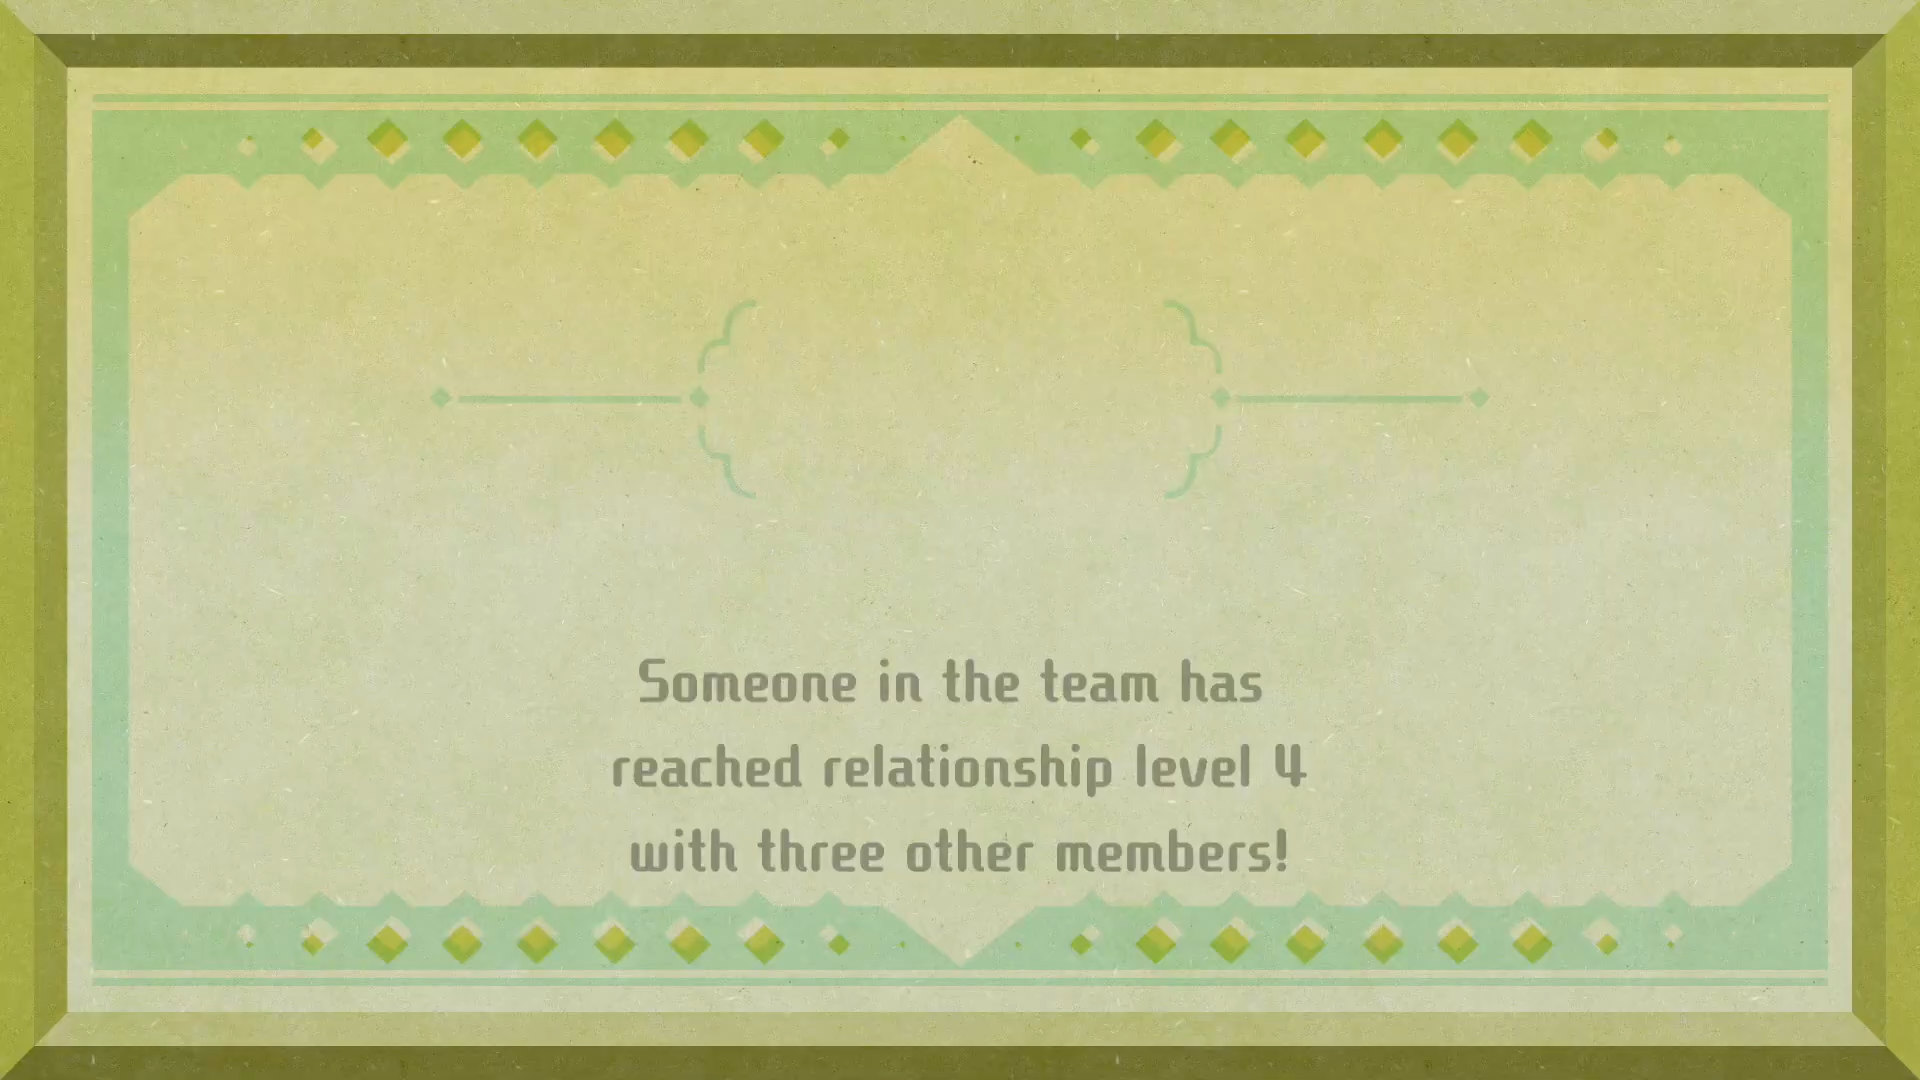 Someone in the team has
reached relationship level 4
with three other members!